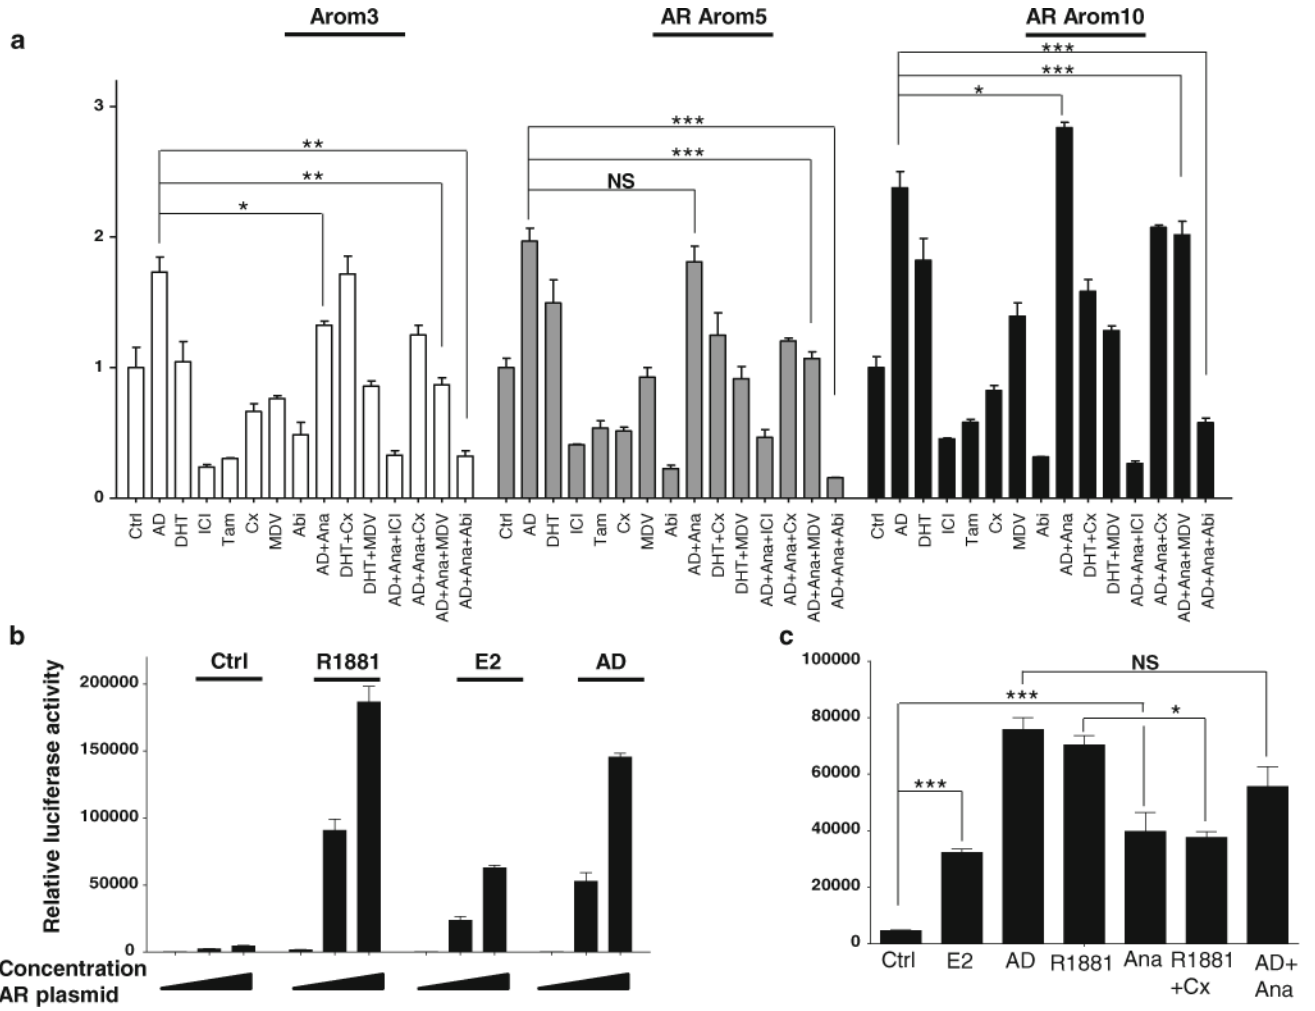 Arom3
AR Arom5
AR Arom10
a
***
***
*
3
**
**
*
***
***
NS
2
1
0
Ctrl
AD
DHT
ICI
Tam
Cx
MDV
Abi
AD+Ana
DHT+Cx
DHT+MDV
AD+Ana+ICI
AD+Ana+Cx
AD+Ana+MDV
AD+Ana+Abi
Ctrl
AD
DHT
ICI
Tam
Cx
MDV
Abi
AD+Ana
DHT+Cx
DHT+MDV
AD+Ana+ICI
AD+Ana+Cx
AD+Ana+MDV
AD+Ana+Abi
Ctrl
AD
DHT
ICI
Tam
Cx
MDV
Abi
AD+Ana
DHT+Cx
DHT+MDV
AD+Ana+ICI
AD+Ana+Cx
AD+Ana+MDV
AD+Ana+Abi
b
Relative luciferase activity
Ctrl
R1881
E2
AD
200000
150000
100000
50000
0
Concentration
AR plasmid
c
100000
80000
60000
40000
20000
0
NS
***
*
***
Ctrl
E2
AD
R1881
Ana
R1881
+Cx
AD+
Ana